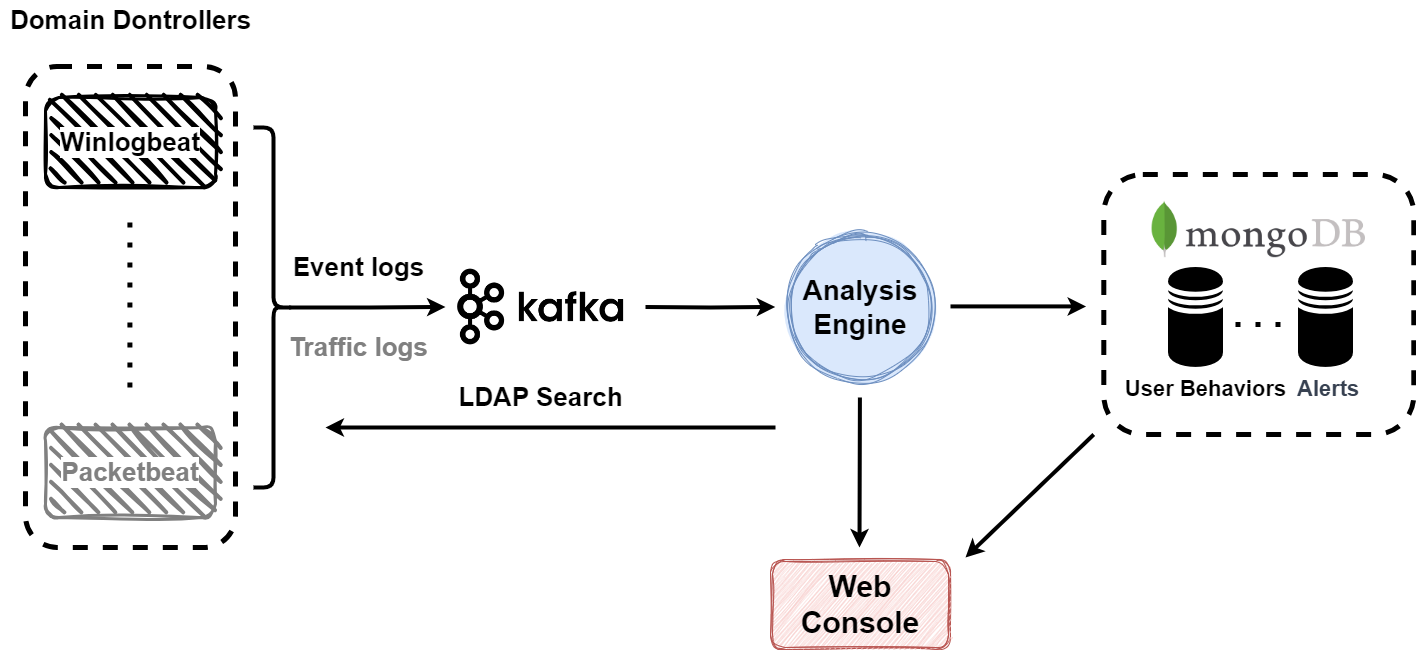 Domain Dontrollers
Winlogbeat
Packetbeat
Event logs
Traffic logs
kafka
LDAP Search
Analysis
Engine
mongoDB
User Behaviors
Alerts
Web
Console